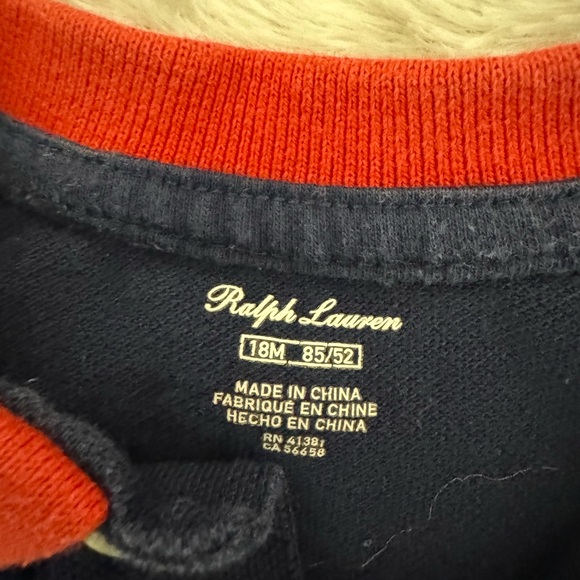 Ralph Lauren
18M 85/52
MADE IN CHINA
FABRIQUÉ EN CHINE
HECHO EN CHINA
RN 41381
CA 56658